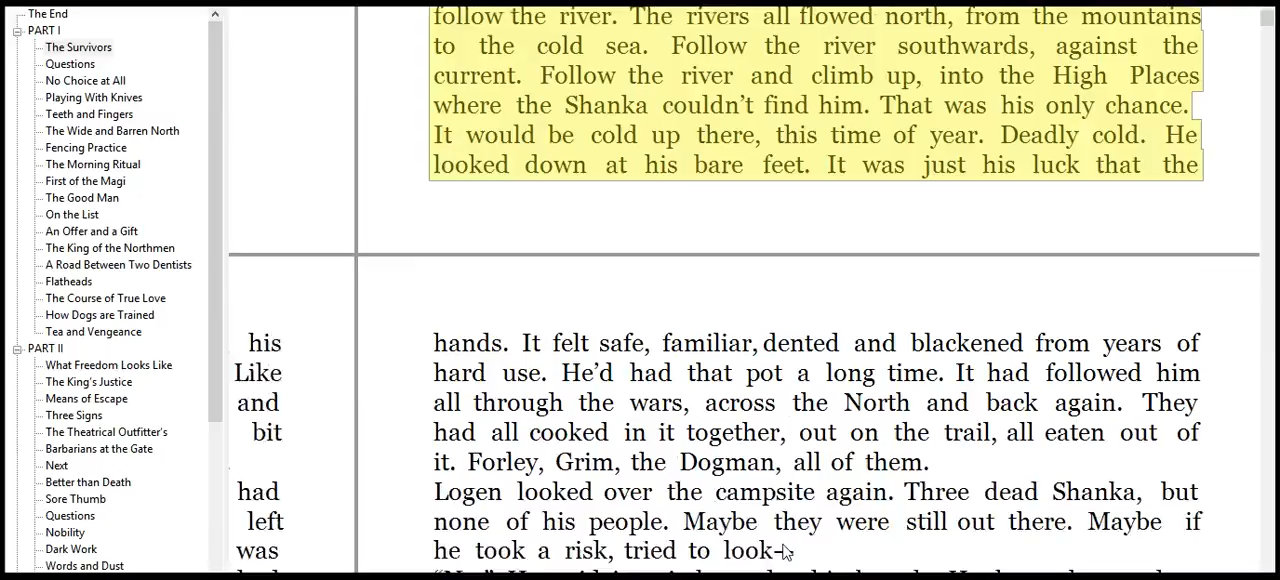 The End
PART I
The Survivors
Questions
No Choice at All
Playing With Knives
Teeth and Fingers
The Wide and Barren North
Fencing Practice
The Morning Ritual
First of the Magi
The Good Man
On the List
An Offer and a Gift
The King of the Northmen
A Road Between Two Dentists
Flatheads
The Course of True Love
How Dogs are Trained
Tea and Vengeance
PART II
What Freedom Looks Like
The King's Justice
Means of Escape
Three Signs
The Theatrical Outfitter's
Barbarians at the Gate
Next
Better than Death
Sore Thumb
Questions
Nobility
Dark Work
Words and Dust
his
Like
and
bit
had
left
was
follow the river. The rivers all flowed north, from the mountains
to the cold sea. Follow the river southwards, against the
current. Follow the river and climb up, into the High Places
where the Shanka couldn't find him. That was his only chance.
It would be cold up there, this time of year. Deadly cold. He
looked down at his bare feet. It was just his luck that the
hands. It felt safe, familiar, dented and blackened from years of
hard use. He'd had that pot a long time. It had followed him
all through the wars, across the North and back again. They
had all cooked in it together, out on the trail, all eaten out of
it. Forley, Grim, the Dogman, all of them.
Logen looked over the campsite again. Three dead Shanka, but
none of his people. Maybe they were still out there. Maybe if
he took a risk, tried to look–